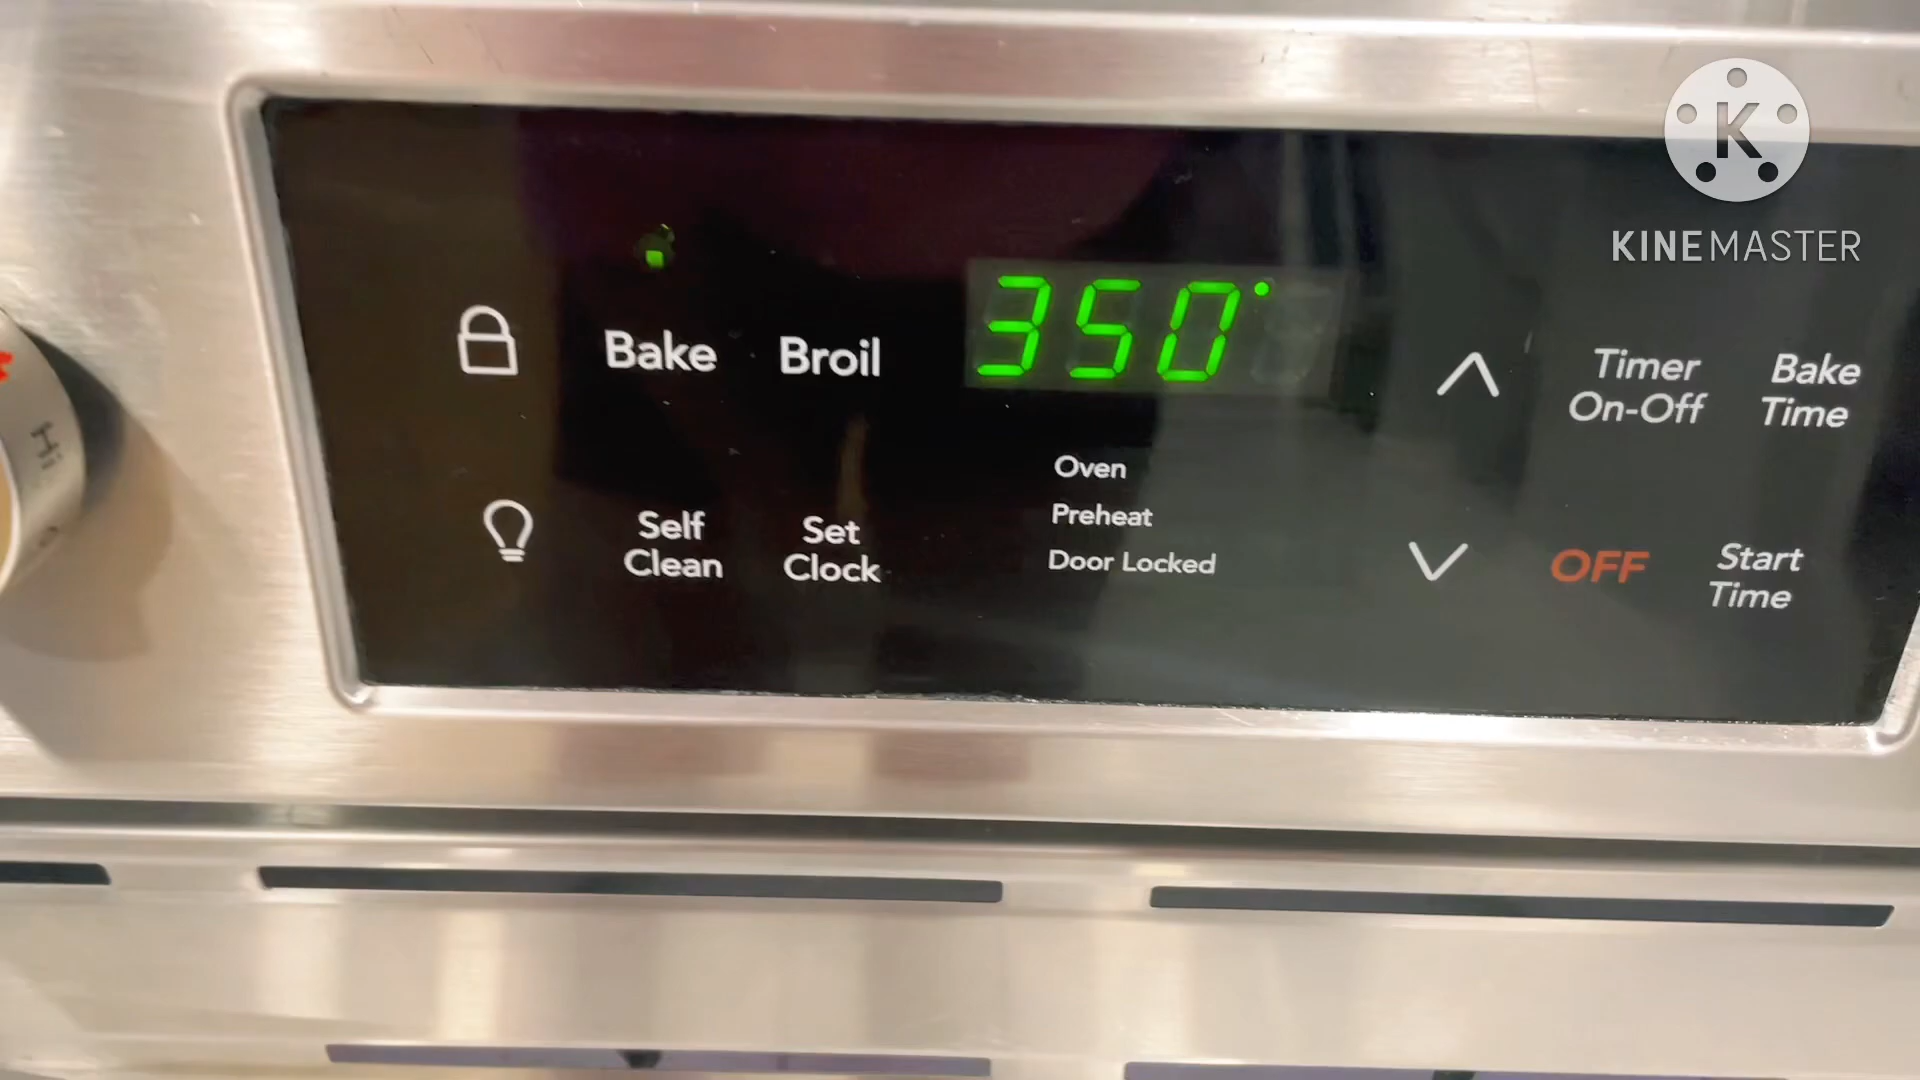 K
KINEMASTER
350°
Bake
Broil
Timer
On-Off
Bake
Time
Oven
Preheat
Door Locked
Self
Clean
Set
Clock
OFF
Start
Time
Hi